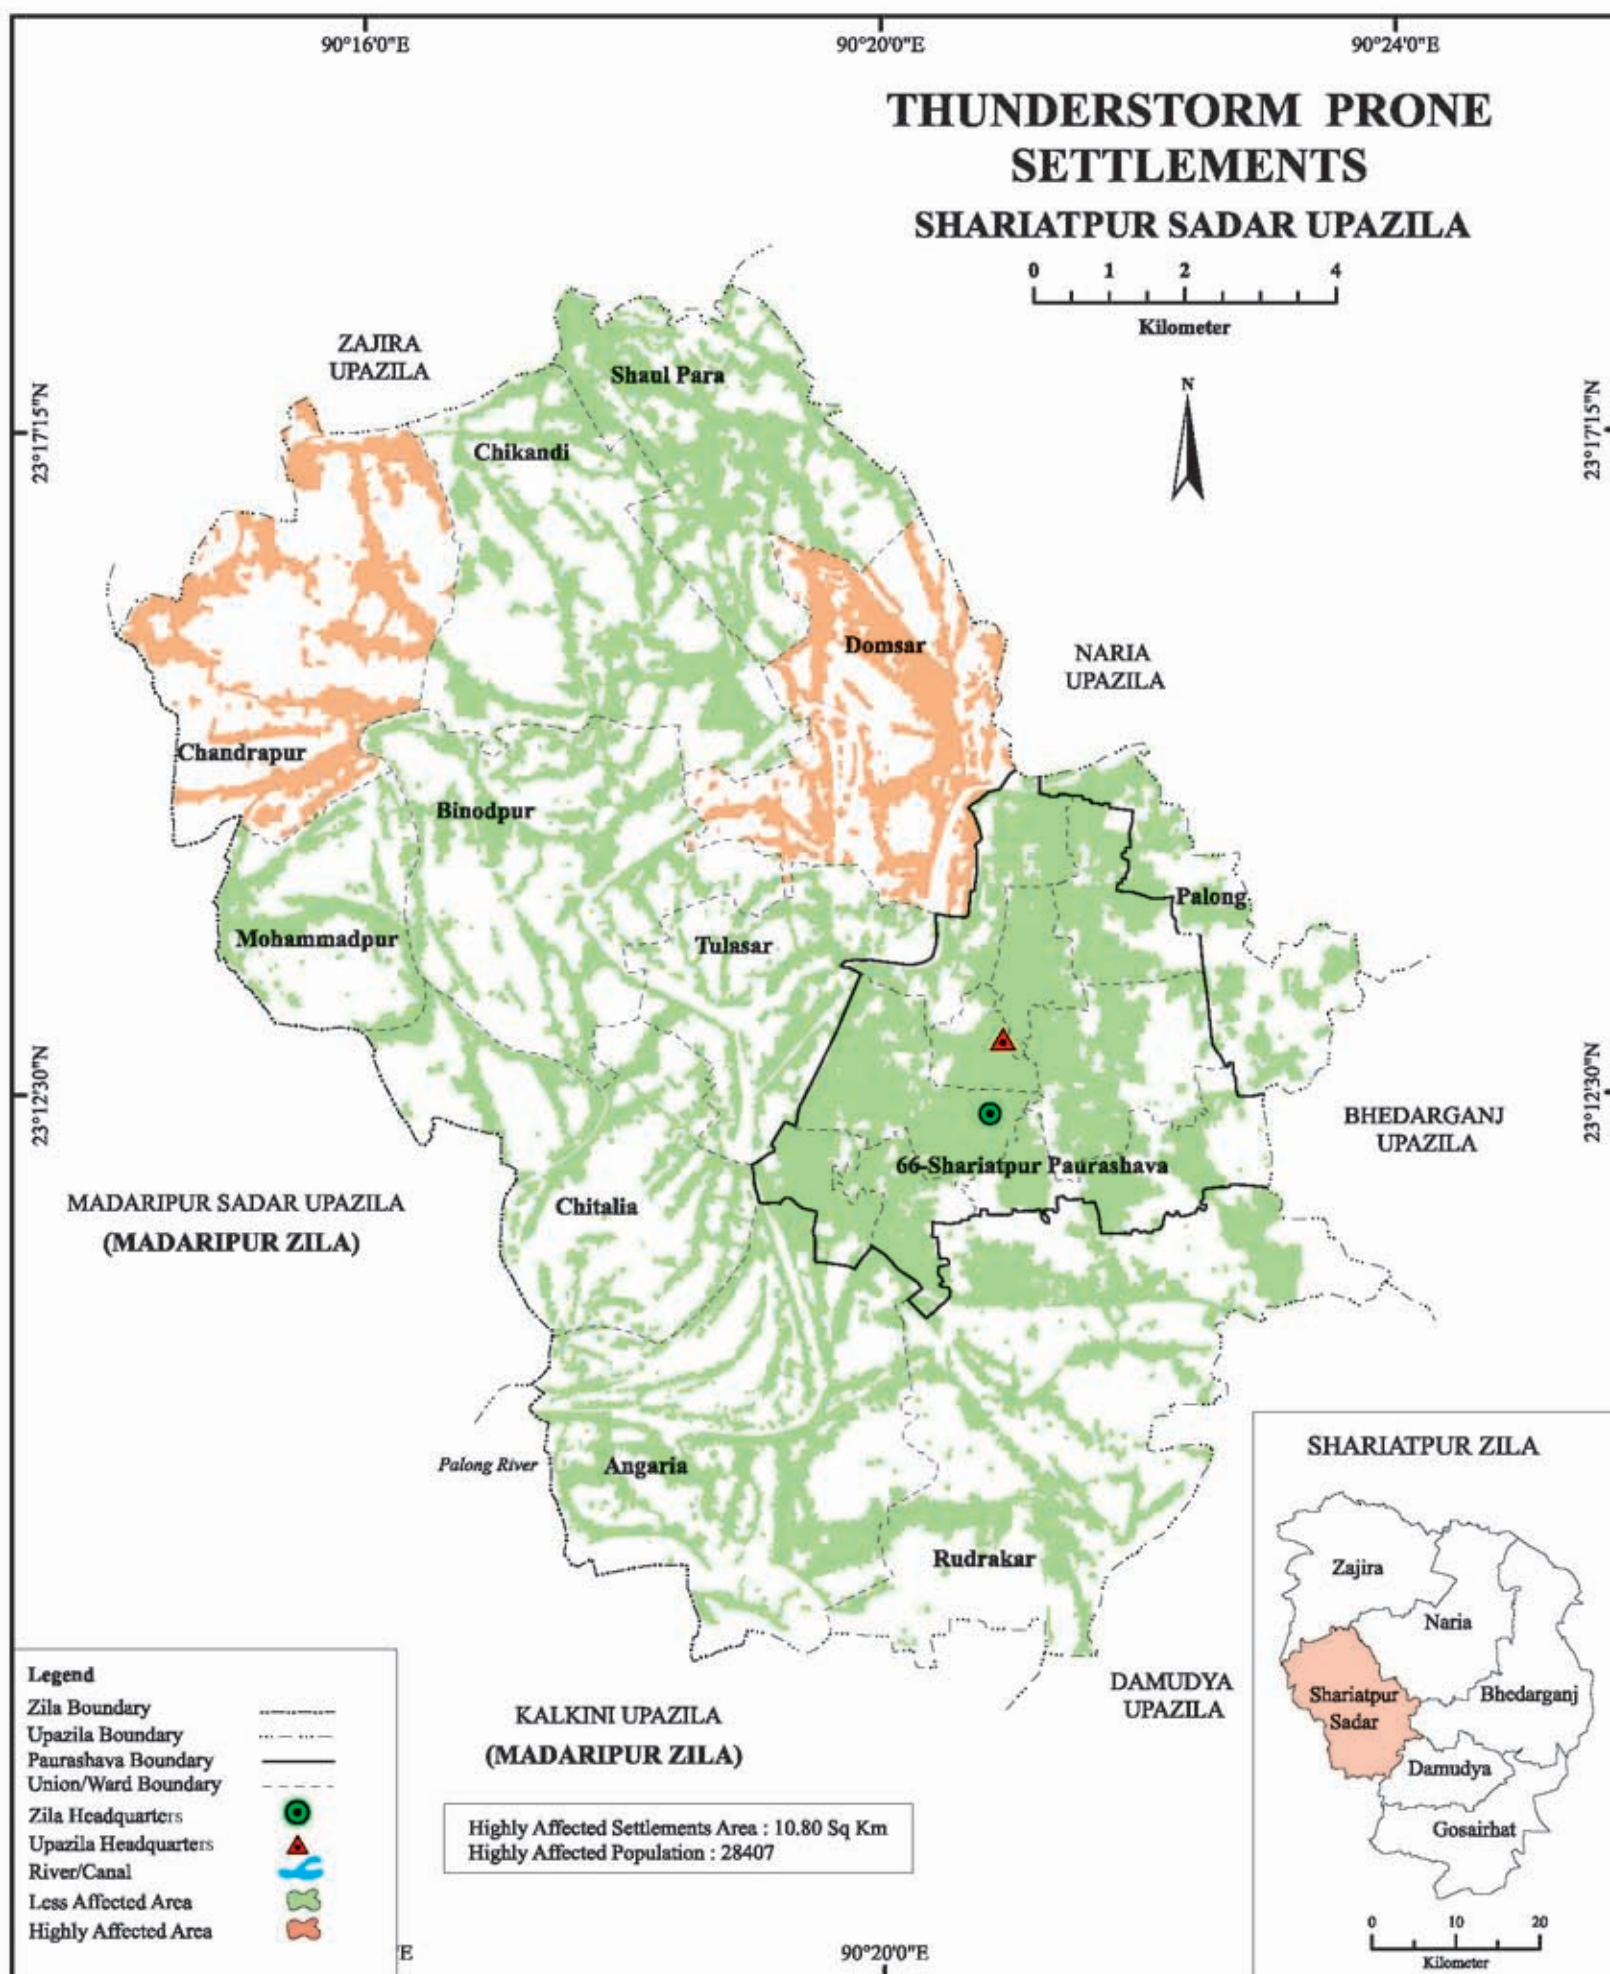 90°16'0"E
90°20'0"E
90°24'0"E
THUNDERSTORM PRONE
SETTLEMENTS
SHARIATPUR SADAR UPAZILA
0 1 2 4
Kilometer
N
ZAJIRA
UPAZILA
Shaul Para
23°17'15"N
23°17'15"N
Chikandi
Domsar
NARIA
UPAZILA
Chandrapur
Binodpur
Palong
Mohammadpur
Tulasar
23°12'30"N
23°12'30"N
BHEDARGANJ
UPAZILA
66-Shariatpur Paurashava
MADARIPUR SADAR UPAZILA
(MADARIPUR ZILA)
Chitalia
Palong River
Angaria
Rudrakar
DAMUDYA
UPAZILA
KALKINI UPAZILA
(MADARIPUR ZILA)
SHARIATPUR ZILA
Zajira
Naria
Shariatpur
Sadar
Bhedarganj
Damudya
Gosairhat
0 10 20
Kilometer
Legend
Zila Boundary
Upazila Boundary
Paurashava Boundary
Union/Ward Boundary
Zila Headquarters
Upazila Headquarters
River/Canal
Less Affected Area
Highly Affected Area
Highly Affected Settlements Area : 10.80 Sq Km
Highly Affected Population : 28407
'E
90°20'0"E